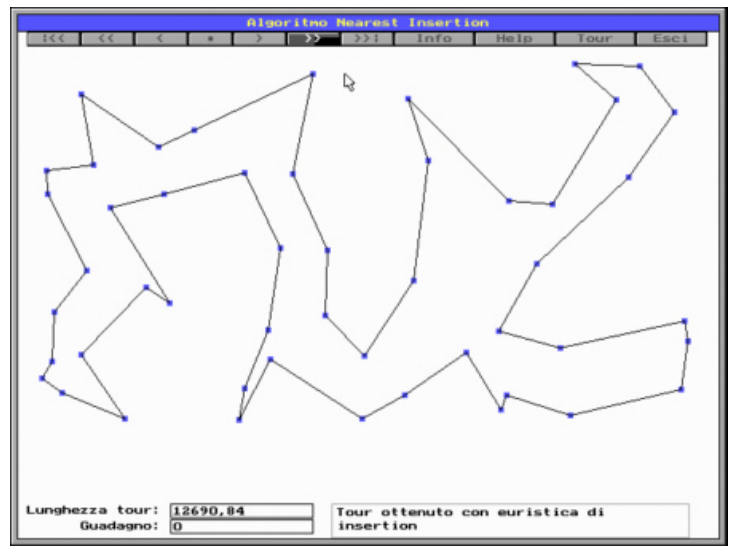 Algoritmo Nearest Insertion
:<< << < * > >> >>: Info Help Tour Esci
Lunghezza tour: 12690,84
Guadagno: 0
Tour ottenuto con euristica di
insertion